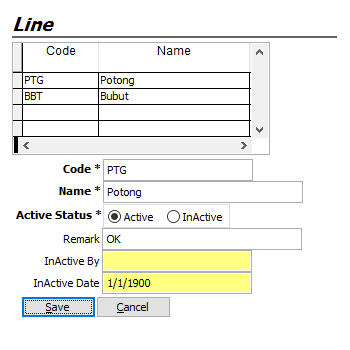 Line
Code Name
PTG Potong
BBT Bubut
Code * PTG
Name * Potong
Active Status * Active InActive
Remark OK
InActive By
InActive Date 1/1/1900
Save Cancel